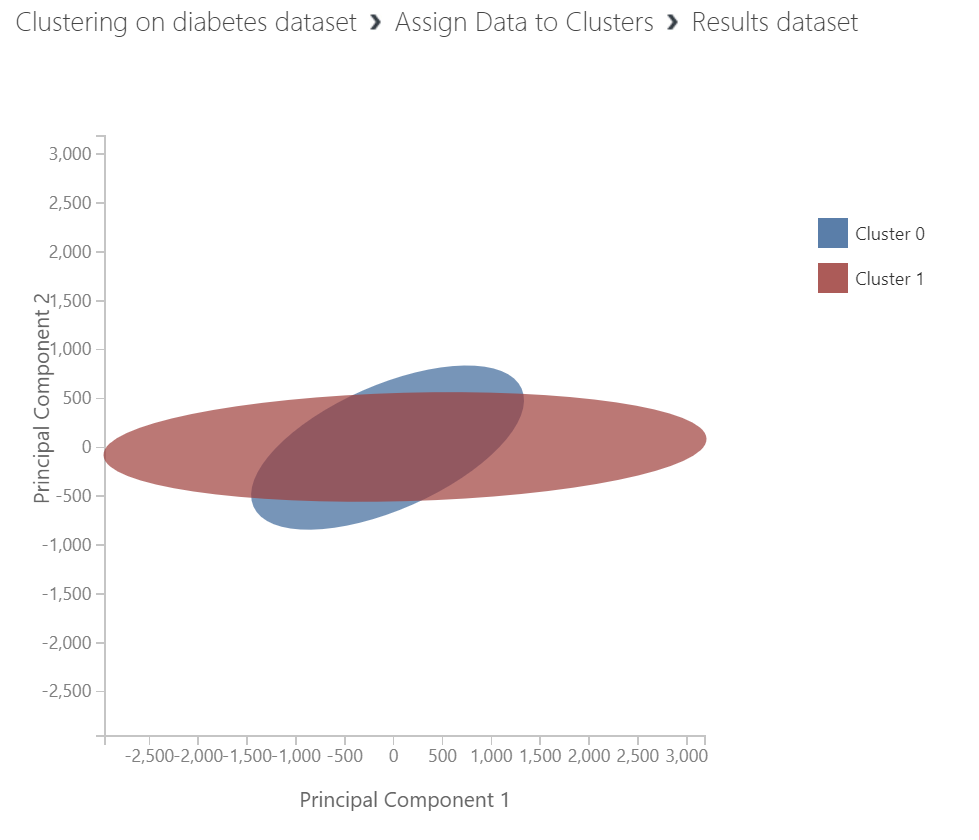 Clustering on diabetes dataset ❯ Assign Data to Clusters ❯ Results dataset
3,000
2,500
2,000
1,500
1,000
500
0
-500
-1,000
-1,500
-2,000
-2,500
Principal Component 2
Cluster 0
Cluster 1
-2,500 -2,000 -1,500 -1,000 -500 0 500 1,000 1,500 2,000 2,500 3,000
Principal Component 1